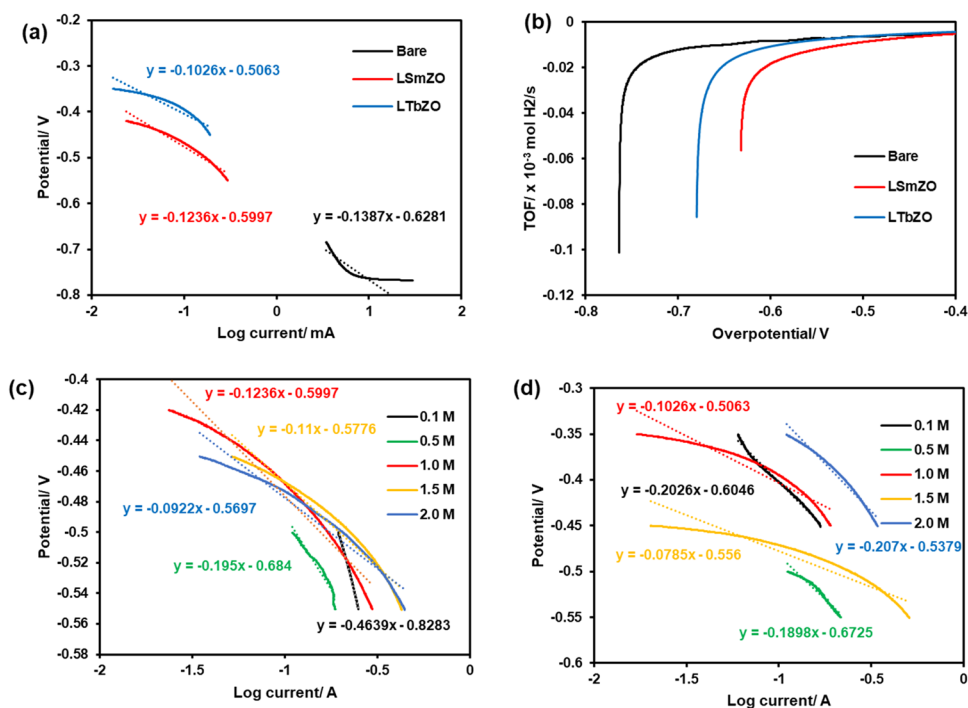 (a)
-0.2
-0.3
-0.4
-0.5
-0.6
-0.7
-0.8
Potential/ V
-2
-1
0
1
2
Log current/ mA
Bare
LSmZO
LTbZO
y = -0.1026x - 0.5063
y = -0.1236x - 0.5997
y = -0.1387x - 0.6281
(b)
0
-0.02
-0.04
-0.06
-0.08
-0.1
-0.12
TOF/ x 10⁻³ mol H2/s
-0.8
-0.7
-0.6
-0.5
-0.4
Overpotential/ V
Bare
LSmZO
LTbZO
(c)
-0.4
-0.42
-0.44
-0.46
-0.48
-0.5
-0.52
-0.54
-0.56
-0.58
Potential/ V
-2
-1.5
-1
-0.5
0
Log current/ A
y = -0.1236x - 0.5997
y = -0.11x - 0.5776
y = -0.0922x - 0.5697
y = -0.195x - 0.684
y = -0.4639x - 0.8283
0.1 M
0.5 M
1.0 M
1.5 M
2.0 M
(d)
-0.3
-0.35
-0.4
-0.45
-0.5
-0.55
-0.6
Potential/ V
-2
-1.5
-1
-0.5
0
Log current/ A
y = -0.1026x - 0.5063
y = -0.2026x - 0.6046
y = -0.207x - 0.5379
y = -0.0785x - 0.556
y = -0.1898x - 0.6725
0.1 M
0.5 M
1.0 M
1.5 M
2.0 M